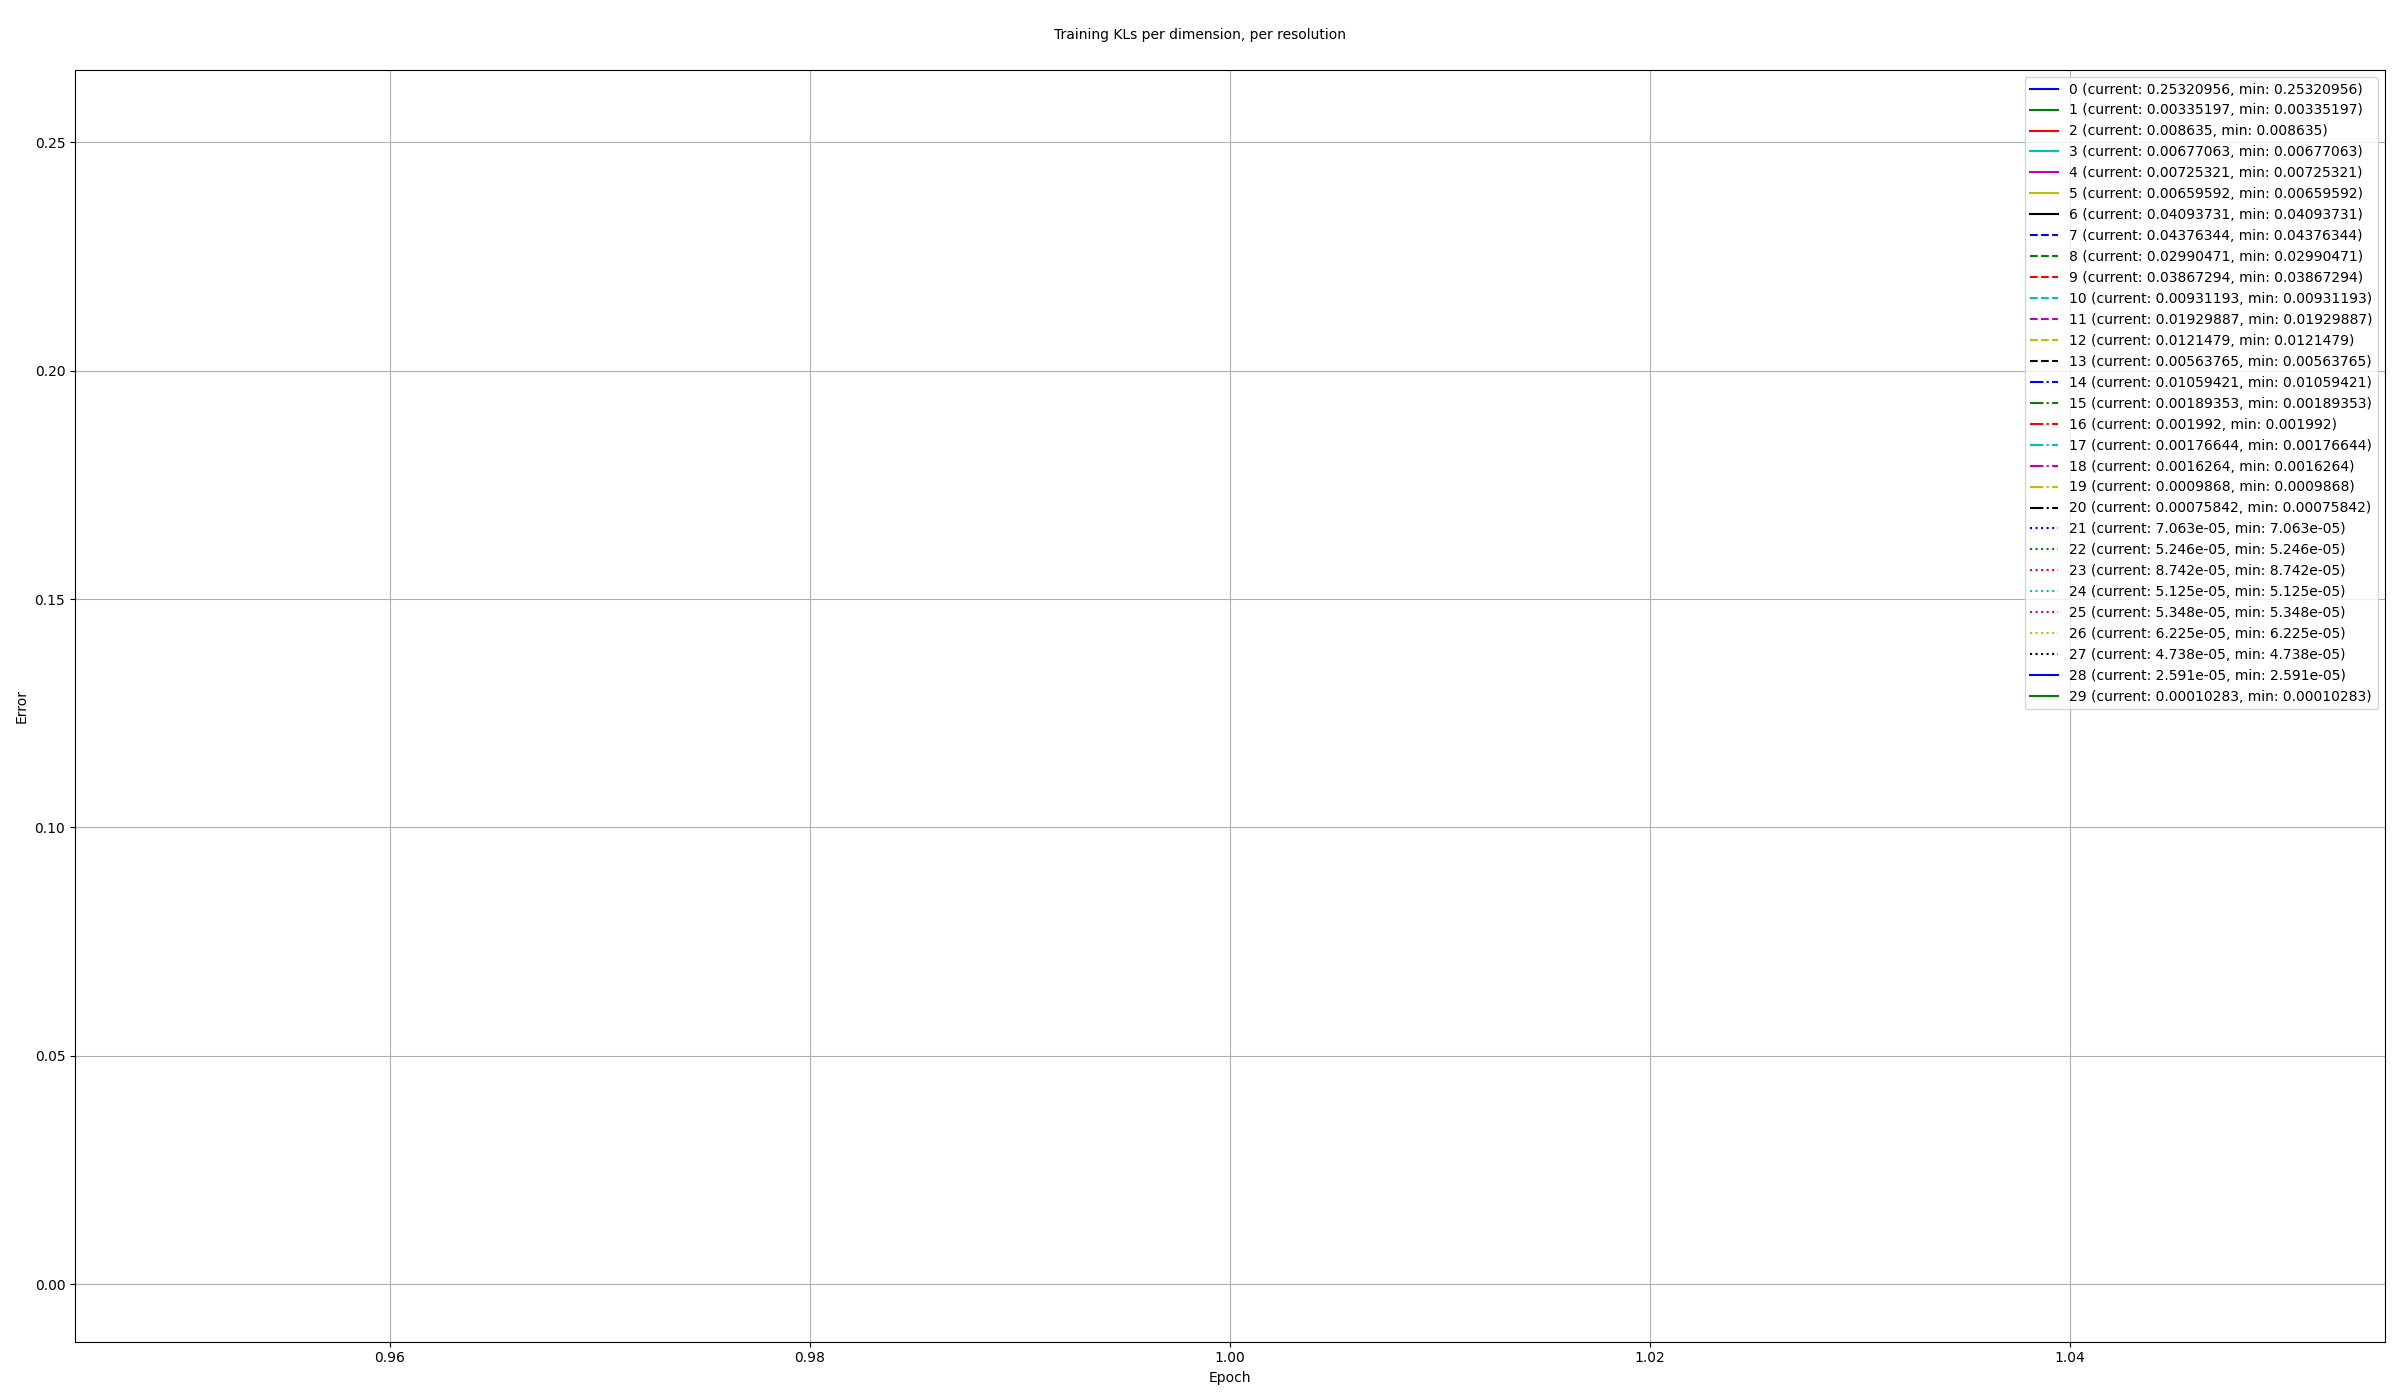 Training KLs per dimension, per resolution
0 (current: 0.25320956, min: 0.25320956)
1 (current: 0.00335197, min: 0.00335197)
2 (current: 0.008635, min: 0.008635)
3 (current: 0.00677063, min: 0.00677063)
4 (current: 0.00725321, min: 0.00725321)
5 (current: 0.00659592, min: 0.00659592)
6 (current: 0.04093731, min: 0.04093731)
7 (current: 0.04376344, min: 0.04376344)
8 (current: 0.02990471, min: 0.02990471)
9 (current: 0.03867294, min: 0.03867294)
10 (current: 0.00931193, min: 0.00931193)
11 (current: 0.01929887, min: 0.01929887)
12 (current: 0.0121479, min: 0.0121479)
13 (current: 0.00563765, min: 0.00563765)
14 (current: 0.01059421, min: 0.01059421)
15 (current: 0.00189353, min: 0.00189353)
16 (current: 0.001992, min: 0.001992)
17 (current: 0.00176644, min: 0.00176644)
18 (current: 0.0016264, min: 0.0016264)
19 (current: 0.0009868, min: 0.0009868)
20 (current: 0.00075842, min: 0.00075842)
21 (current: 7.063e-05, min: 7.063e-05)
22 (current: 5.246e-05, min: 5.246e-05)
23 (current: 8.742e-05, min: 8.742e-05)
24 (current: 5.125e-05, min: 5.125e-05)
25 (current: 5.348e-05, min: 5.348e-05)
26 (current: 6.225e-05, min: 6.225e-05)
27 (current: 4.738e-05, min: 4.738e-05)
28 (current: 2.591e-05, min: 2.591e-05)
29 (current: 0.00010283, min: 0.00010283)
0.25
0.20
0.15
0.10
0.05
0.00
Error
0.96
0.98
1.00
1.02
1.04
Epoch